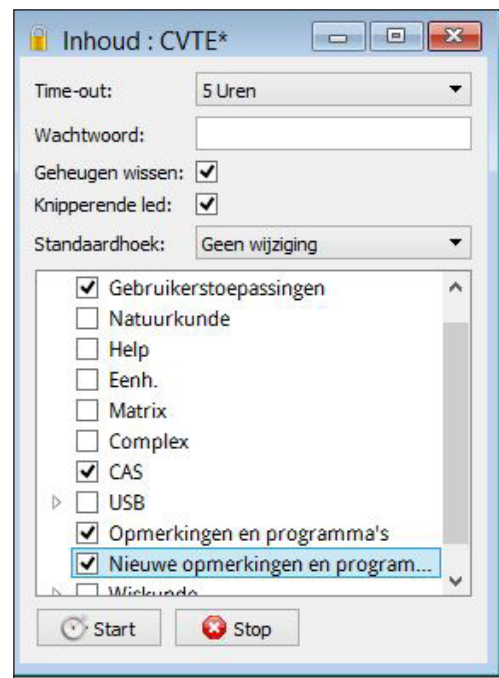 Inhoud : CVTE*
Time-out: 5 Uren
Wachtwoord:
Geheugen wissen:
Knipperende led:
Standaardhoek: Geen wijziging
Gebruikerstoepassingen
Natuurkunde
Help
Eenh.
Matrix
Complex
CAS
USB
Opmerkingen en programma's
Nieuwe opmerkingen en program...
Wiskunde
Start Stop